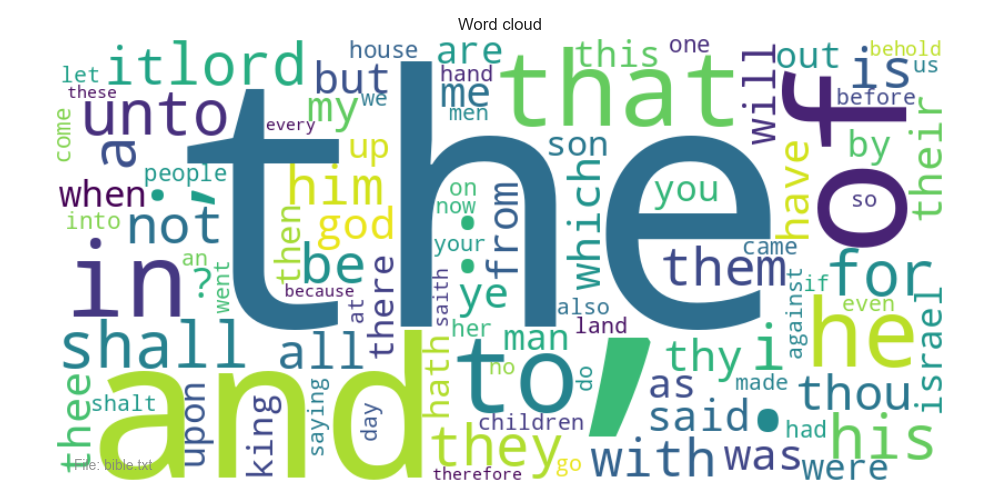 Word cloud
let it lord house are this one out behold
these but we hand me that will is us
come unto my men before
a every up son by their
when people him on which you have so
into not ; then god now from of
the
an ? be your : them came for
in went because there at saith ye also if even
shall all her man land against he
and hath to , thy i israel
thee shalt no do as made thou
upon king saying day children said . had his
they go with was were
therefore
File: bible.txt